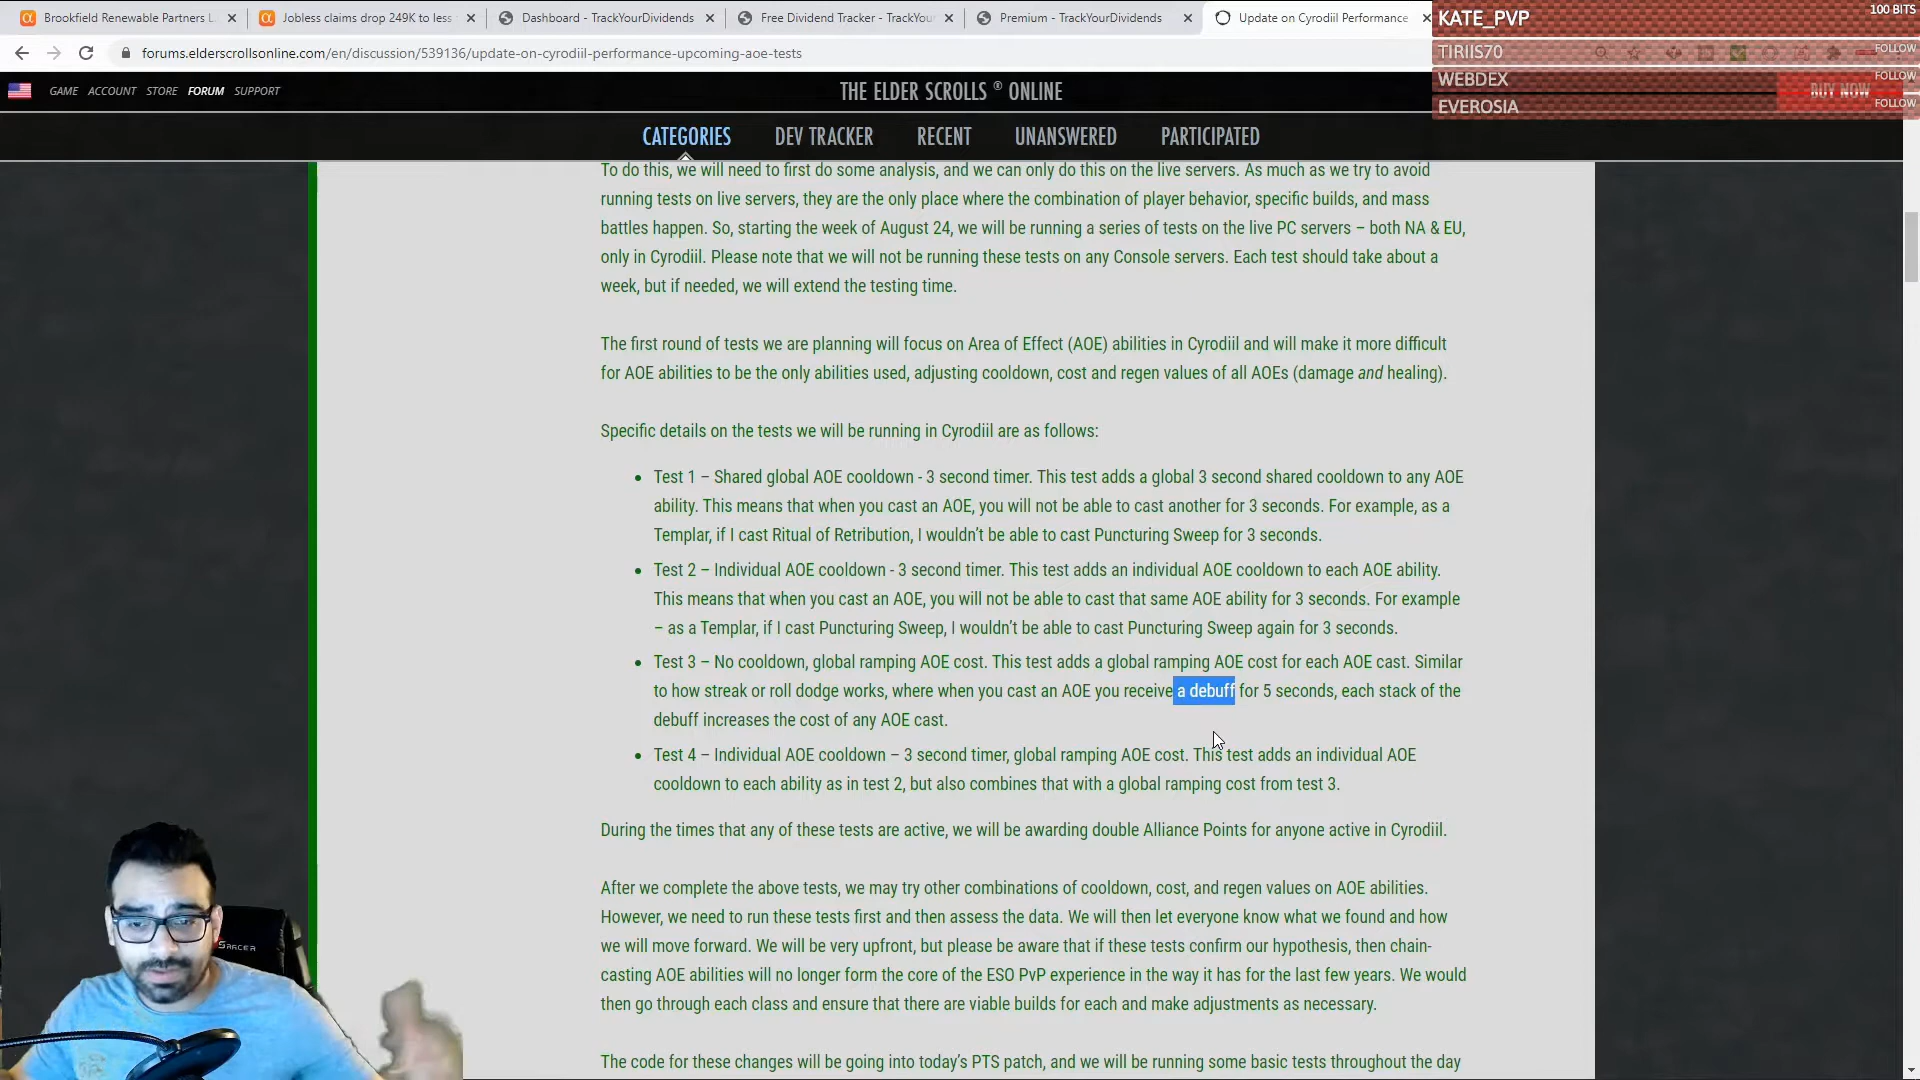 Brookfield Renewable Partners L
Jobless claims drop 249K to less
Dashboard - TrackYourDividends
Free Dividend Tracker - TrackYou
Premium - TrackYourDividends
Update on Cyrodiil Performance
KATE_PVP
100 BITS
TIRIIS70
FOLLOW
WEBDEX
FOLLOW
EVEROSIA
FOLLOW
forums.elderscrollsonline.com/en/discussion/539136/update-on-cyrodiil-performance-upcoming-aoe-tests
GAME ACCOUNT STORE FORUM SUPPORT
THE ELDER SCROLLS ® ONLINE
BUY NOW
CATEGORIES DEV TRACKER RECENT UNANSWERED PARTICIPATED
To do this, we will need to first do some analysis, and we can only do this on the live servers. As much as we try to avoid
running tests on live servers, they are the only place where the combination of player behavior, specific builds, and mass
battles happen. So, starting the week of August 24, we will be running a series of tests on the live PC servers – both NA & EU,
only in Cyrodiil. Please note that we will not be running these tests on any Console servers. Each test should take about a
week, but if needed, we will extend the testing time.
The first round of tests we are planning will focus on Area of Effect (AOE) abilities in Cyrodiil and will make it more difficult
for AOE abilities to be the only abilities used, adjusting cooldown, cost and regen values of all AOEs (damage and healing).
Specific details on the tests we will be running in Cyrodiil are as follows:
• Test 1 – Shared global AOE cooldown - 3 second timer. This test adds a global 3 second shared cooldown to any AOE
ability. This means that when you cast an AOE, you will not be able to cast another for 3 seconds. For example, as a
Templar, if I cast Ritual of Retribution, I wouldn't be able to cast Puncturing Sweep for 3 seconds.
• Test 2 – Individual AOE cooldown - 3 second timer. This test adds an individual AOE cooldown to each AOE ability.
This means that when you cast an AOE, you will not be able to cast that same AOE ability for 3 seconds. For example
– as a Templar, if I cast Puncturing Sweep, I wouldn't be able to cast Puncturing Sweep again for 3 seconds.
• Test 3 – No cooldown, global ramping AOE cost. This test adds a global ramping AOE cost for each AOE cast. Similar
to how streak or roll dodge works, where when you cast an AOE you receive a debuff for 5 seconds, each stack of the
debuff increases the cost of any AOE cast.
• Test 4 – Individual AOE cooldown – 3 second timer, global ramping AOE cost. This test adds an individual AOE
cooldown to each ability as in test 2, but also combines that with a global ramping cost from test 3.
During the times that any of these tests are active, we will be awarding double Alliance Points for anyone active in Cyrodiil.
After we complete the above tests, we may try other combinations of cooldown, cost, and regen values on AOE abilities.
However, we need to run these tests first and then assess the data. We will then let everyone know what we found and how
we will move forward. We will be very upfront, but please be aware that if these tests confirm our hypothesis, then chain-
casting AOE abilities will no longer form the core of the ESO PvP experience in the way it has for the last few years. We would
then go through each class and ensure that there are viable builds for each and make adjustments as necessary.
The code for these changes will be going into today's PTS patch, and we will be running some basic tests throughout the day